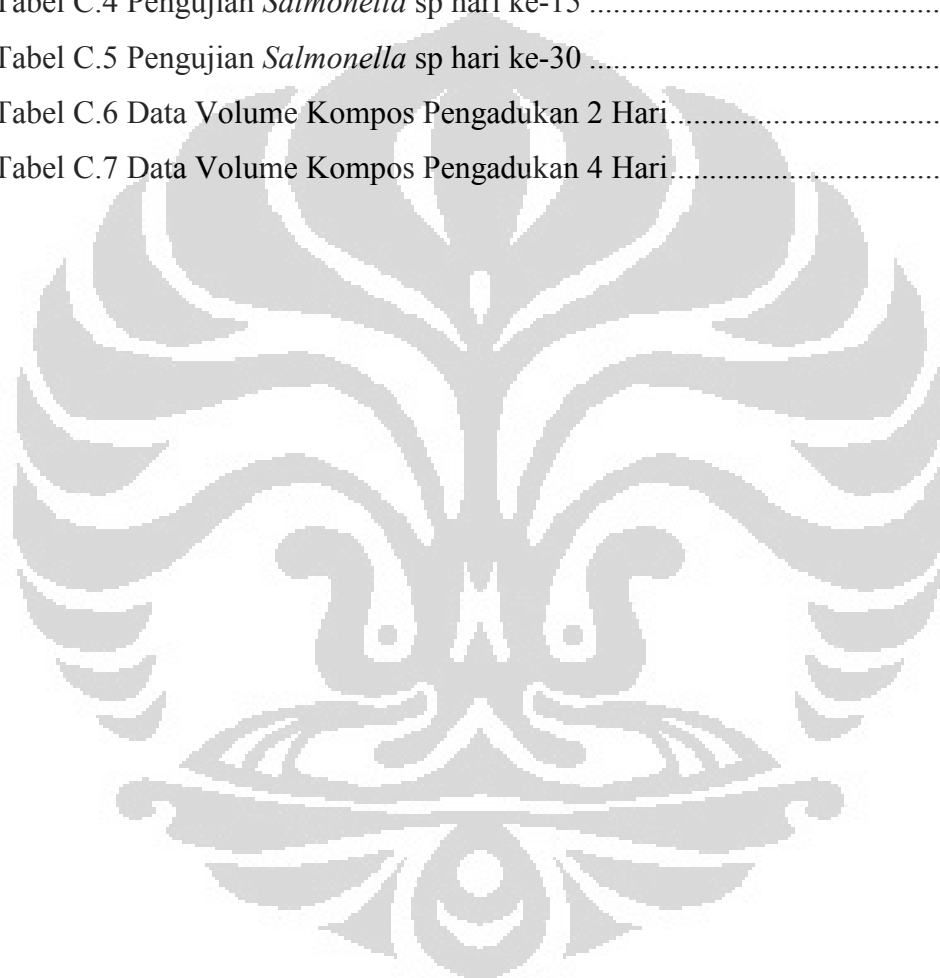 Tabel C.4 Pengujian Salmonella sp hari ke-15 ............................................
Tabel C.5 Pengujian Salmonella sp hari ke-30 ............................................
Tabel C.6 Data Volume Kompos Pengadukan 2 Hari..................................
Tabel C.7 Data Volume Kompos Pengadukan 4 Hari..................................